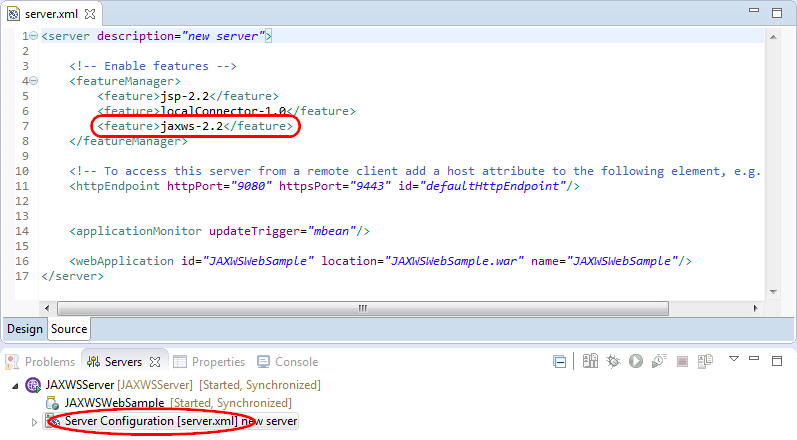 server.xml
1 <server description="new server">
2
3 <!-- Enable features -->
4 <featureManager>
5 <feature>jsp-2.2</feature>
6 <feature>localConnector-1.0</feature>
7 <feature>jaxws-2.2</feature>
8 </featureManager>
9
10 <!-- To access this server from a remote client add a host attribute to the following element, e.g.
11 <httpEndpoint httpPort="9080" httpsPort="9443" id="defaultHttpEndpoint"/>
12
13
14 <applicationMonitor updateTrigger="mbean"/>
15
16 <webApplication id="JAXWSWebSample" location="JAXWSWebSample.war" name="JAXWSWebSample"/>
17 </server>
Design Source
Problems Servers Properties Console
JAXWSServer [JAXWSServer] [Started, Synchronized]
JAXWSWebSample [Started, Synchronized]
Server Configuration [server.xml] new server